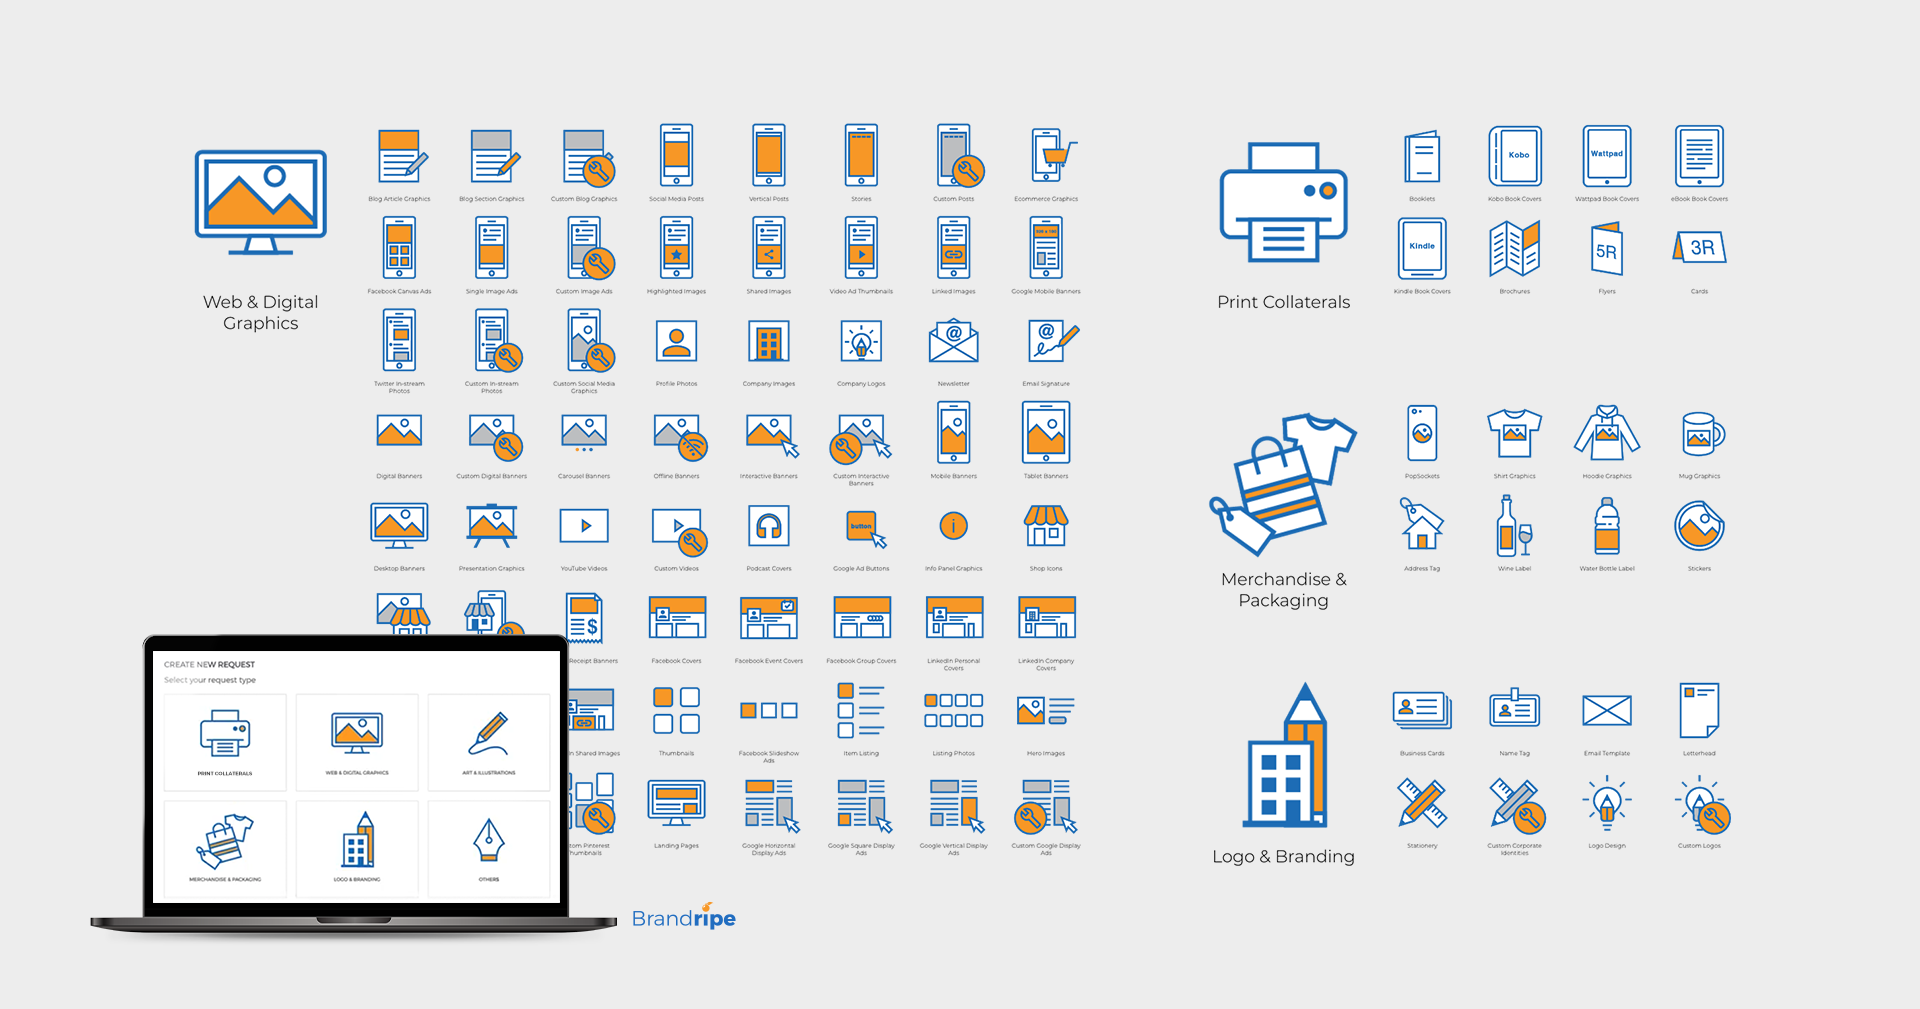 Web & Digital
Graphics
Blog Article Graphics
Blog Section Graphics
Custom Blog Graphics
Social Media Posts
Vertical Posts
Stories
Custom Posts
Ecommerce Graphics
Facebook Canvas Ads
Single Image Ads
Custom Image Ads
Highlighted Images
Shared Images
Video Ad Thumbnails
Linked Images
Google Mobile Banners
Twitter In-stream
Photos
Custom In-stream
Photos
Custom Social Media
Graphics
Profile Photos
Company Images
Company Logos
@
Newsletter
@
Email Signature
Digital Banners
Custom Digital Banners
Carousel Banners
Offline Banners
Interactive Banners
Custom Interactive
Banners
Mobile Banners
Tablet Banners
Desktop Banners
Presentation Graphics
YouTube Videos
Custom Videos
Podcast Covers
button
Google Ad Buttons
i
Info Panel Graphics
Shop Icons
$
Receipt Banners
Facebook Covers
Facebook Event Covers
Facebook Group Covers
LinkedIn Personal
Covers
LinkedIn Company
Covers
n Shared Images
Thumbnails
Facebook Slideshow
Ads
Item Listing
Listing Photos
Hero Images
tom Pinterest
humbnails
Landing Pages
Google Horizontal
Display Ads
Google Square Display
Ads
Google Vertical Display
Ads
Custom Google Display
Ads
CREATE NEW REQUEST
Select your request type
PRINT COLLATERALS
WEB & DIGITAL GRAPHICS
ART & ILLUSTRATIONS
MERCHANDISE & PACKAGING
LOGO & BRANDING
OTHERS
Brandripe
Print Collaterals
Booklets
Kobo
Kobo Book Covers
Wattpad
Wattpad Book Covers
eBook Book Covers
Kindle
Kindle Book Covers
Brochures
5R
Flyers
3R
Cards
Merchandise &
Packaging
PopSockets
Shirt Graphics
Hoodie Graphics
Mug Graphics
Address Tag
Wine Label
Water Bottle Label
Stickers
Logo & Branding
Business Cards
Name Tag
Email Template
Letterhead
Stationery
Custom Corporate
Identities
Logo Design
Custom Logos